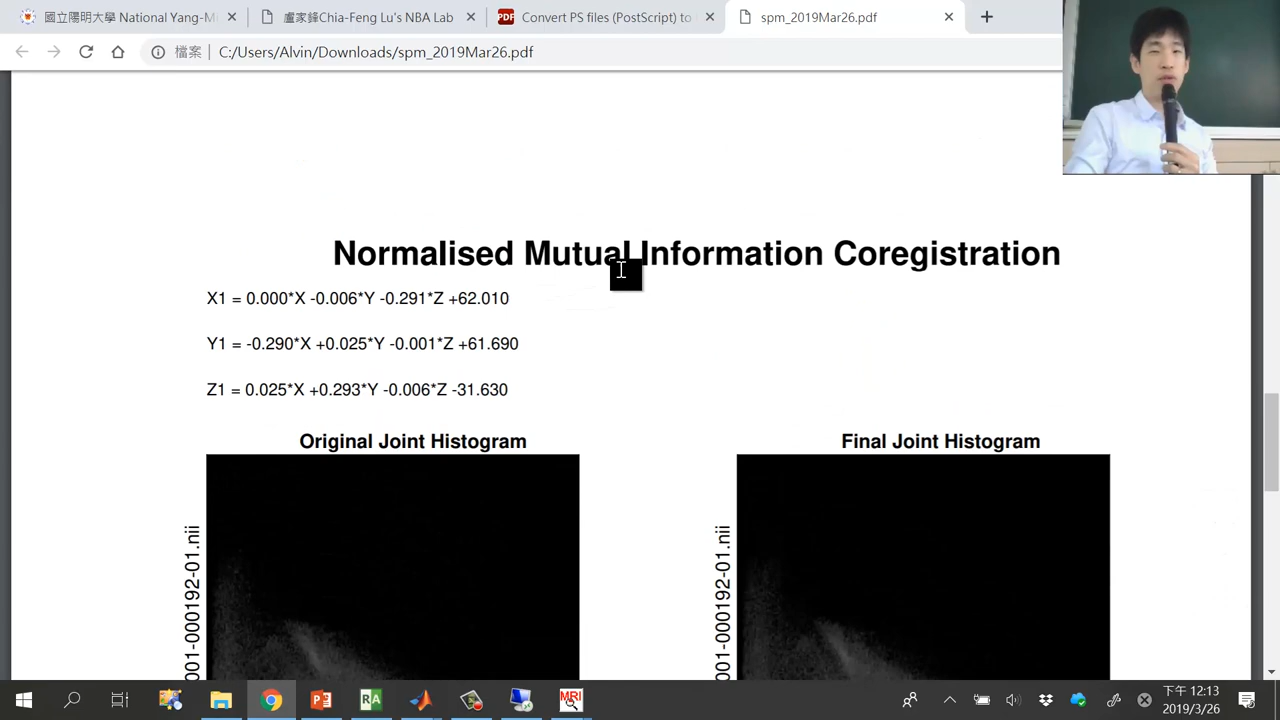 國立陽明大學 National Yang-Mi
盧家鋒Chia-Feng Lu's NBA Lab
PDF
Convert PS files (PostScript) to
spm_2019Mar26.pdf
檔案
C:/Users/Alvin/Downloads/spm_2019Mar26.pdf
Normalised Mutual Information Coregistration
X1 = 0.000*X -0.006*Y -0.291*Z +62.010
Y1 = -0.290*X +0.025*Y -0.001*Z +61.690
Z1 = 0.025*X +0.293*Y -0.006*Z -31.630
Original Joint Histogram
Final Joint Histogram
001-000192-01.nii
001-000192-01.nii
RA
MRI
下午 12:13
2019/3/26